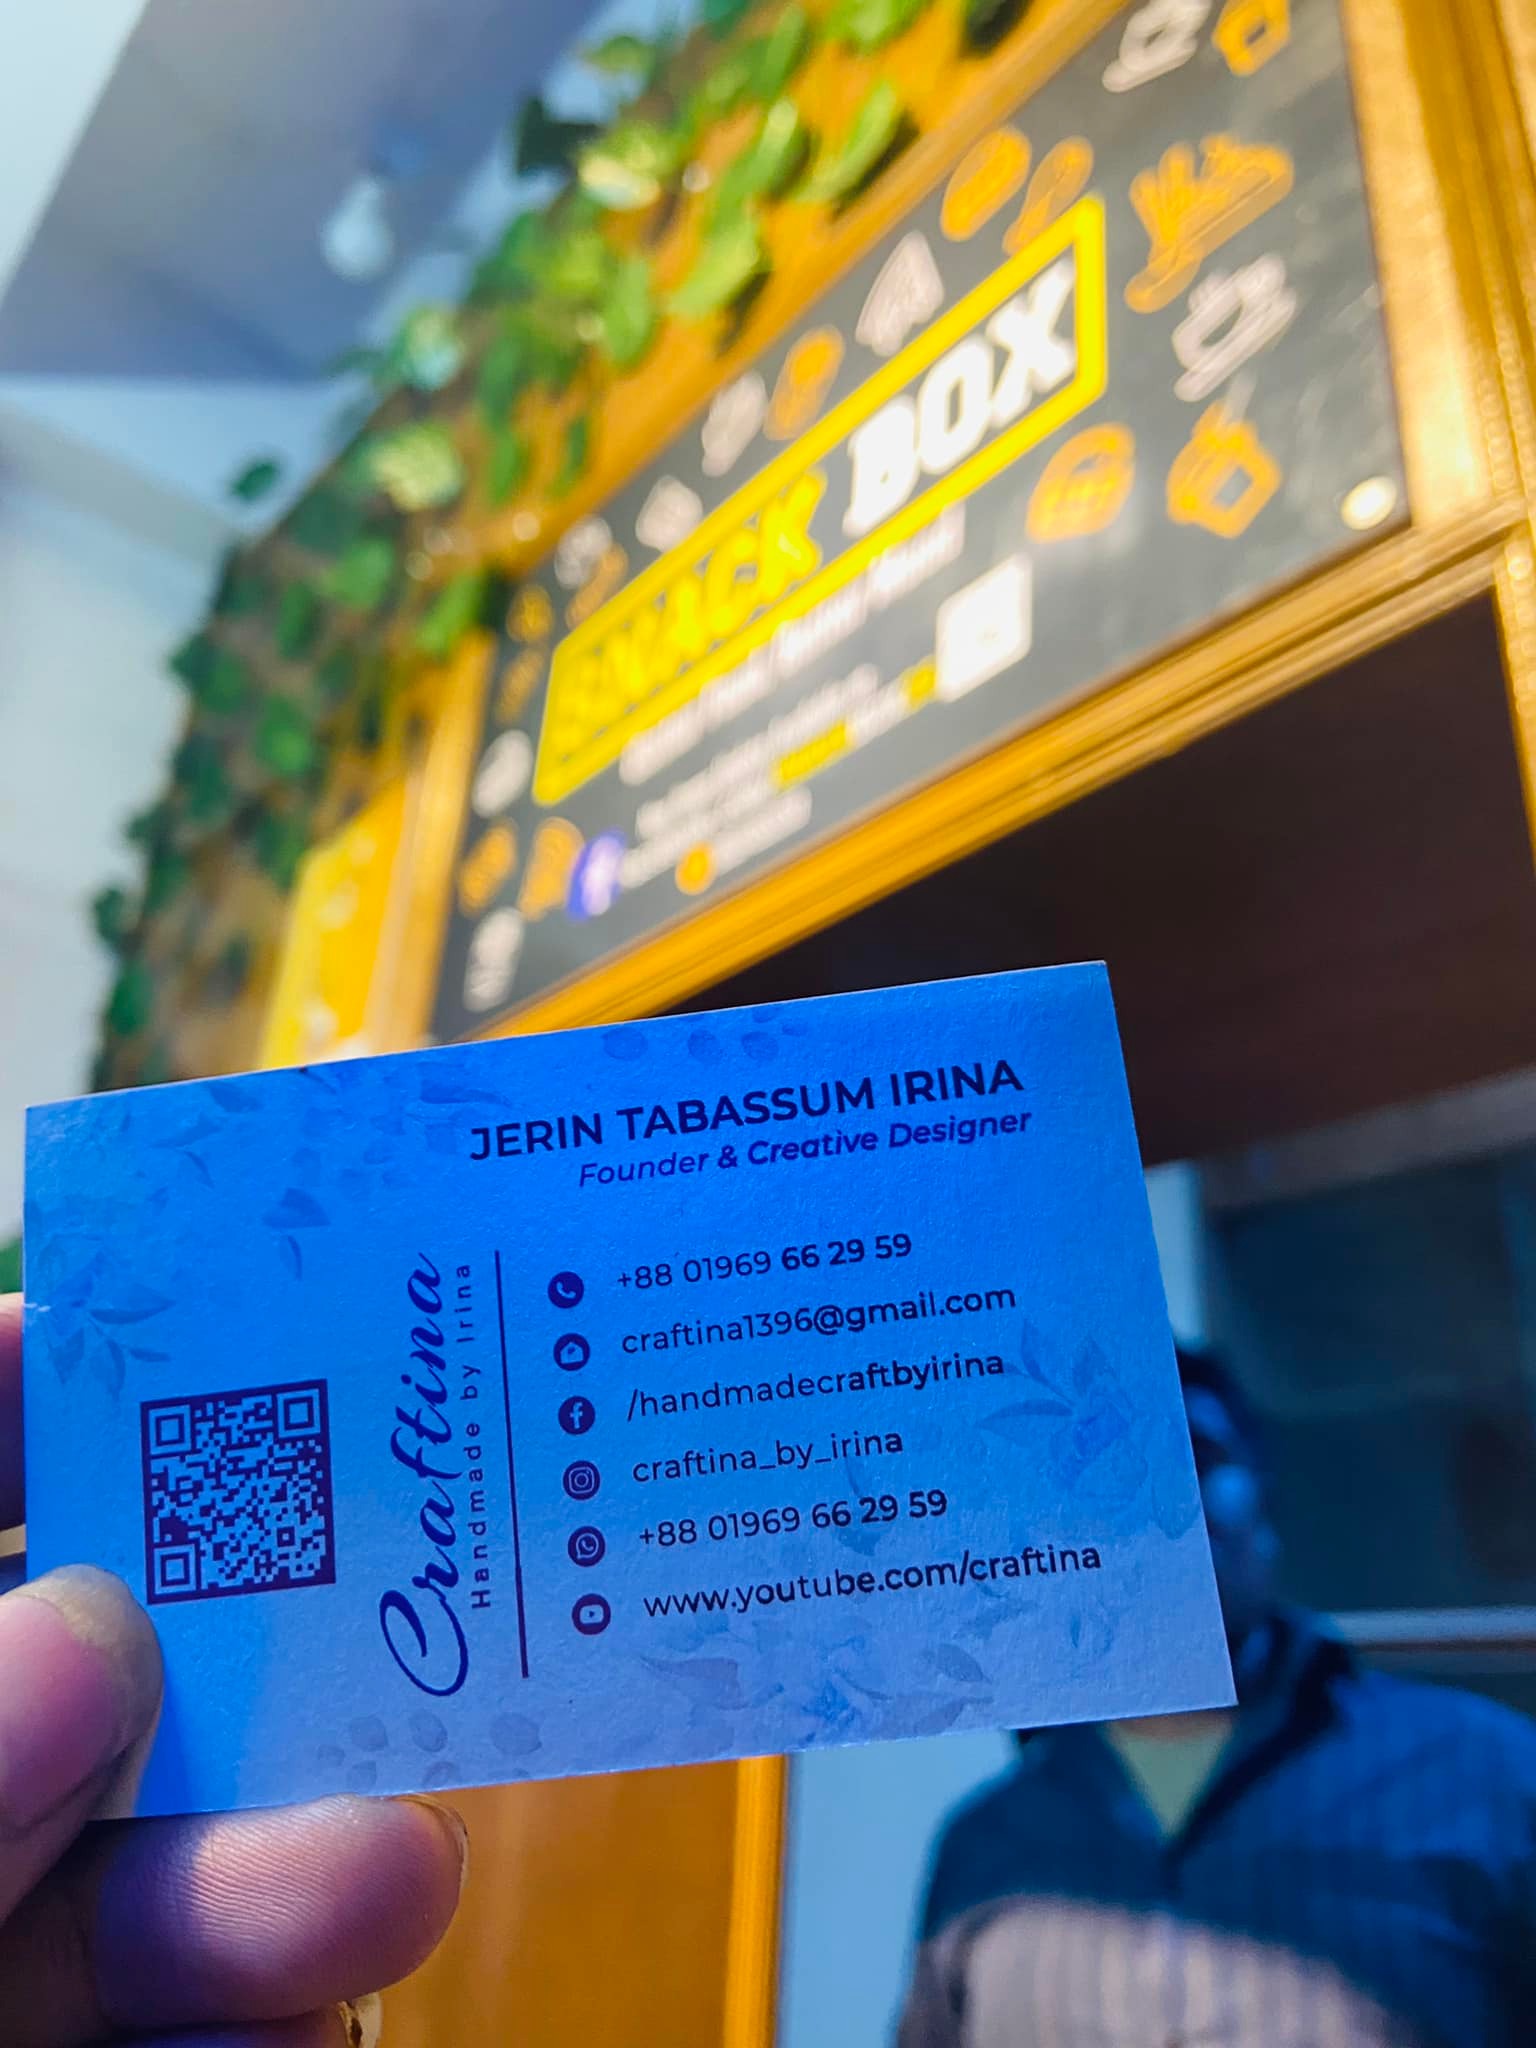 SNACK BOX
JERIN TABASSUM IRINA
Founder & Creative Designer
+88 01969 66 29 59
craftina1396@gmail.com
/handmadecraftbyirina
craftina_by_irina
+88 01969 66 29 59
www.youtube.com/craftina
Craftina
Handmade by Irina